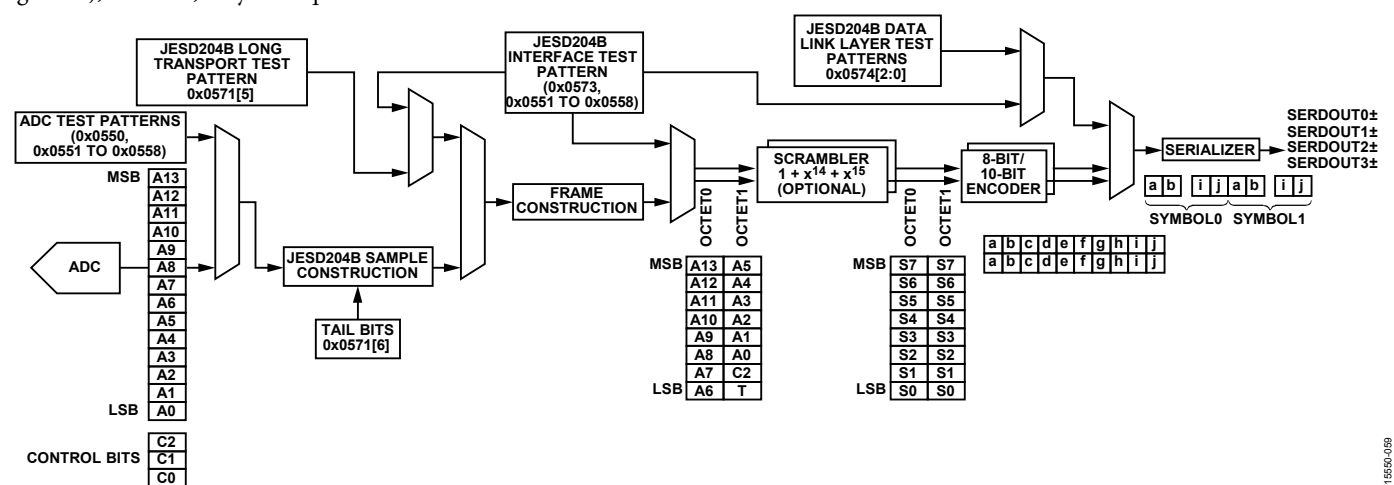 JESD204B LONG
TRANSPORT TEST
PATTERN
0x0571[5]
JESD204B
INTERFACE TEST
PATTERN
(0x0573,
0x0551 TO 0x0558)
JESD204B DATA
LINK LAYER TEST
PATTERNS
0x0574[2:0]
ADC TEST PATTERNS
(0x0550,
0x0551 TO 0x0558)
MSB A13
A12
A11
A10
A9
A8
A7
A6
A5
A4
A3
A2
A1
LSB A0
CONTROL BITS
C2
C1
C0
ADC
JESD204B SAMPLE
CONSTRUCTION
TAIL BITS
0x0571[6]
FRAME
CONSTRUCTION
OCTET0
OCTET1
MSB A13 A5
A12 A4
A11 A3
A10 A2
A9 A1
A8 A0
A7 C2
LSB A6 T
SCRAMBLER
1 + x14 + x15
(OPTIONAL)
OCTET0
OCTET1
MSB S7 S7
S6 S6
S5 S5
S4 S4
S3 S3
S2 S2
S1 S1
LSB S0 S0
8-BIT/
10-BIT
ENCODER
a b c d e f g h i j
a b c d e f g h i j
SERIALIZER
SERDOUT0±
SERDOUT1±
SERDOUT2±
SERDOUT3±
a b i j a b i j
SYMBOL0 SYMBOL1
15550-059